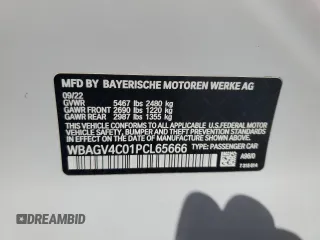 MFD BY BAYERISCHE MOTOREN WERKE AG
09/22
GVWR 5467 lbs 2480 kg
GAWR FRONT 2690 lbs 1220 kg
GAWR REAR 2987 lbs 1355 kg
THIS VEHICLE CONFORMS TO ALL APPLICABLE FEDERAL
MOTOR VEHICLE SAFETY, BUMPER AND THEFT PREVENTION STANDARDS
IN EFFECT ON THE DATE OF MANUFACTURE SHOWN ABOVE.
WBAGV4C01PCL65666 TYPE: PASSENGER CAR
AUTOBIDMASTER